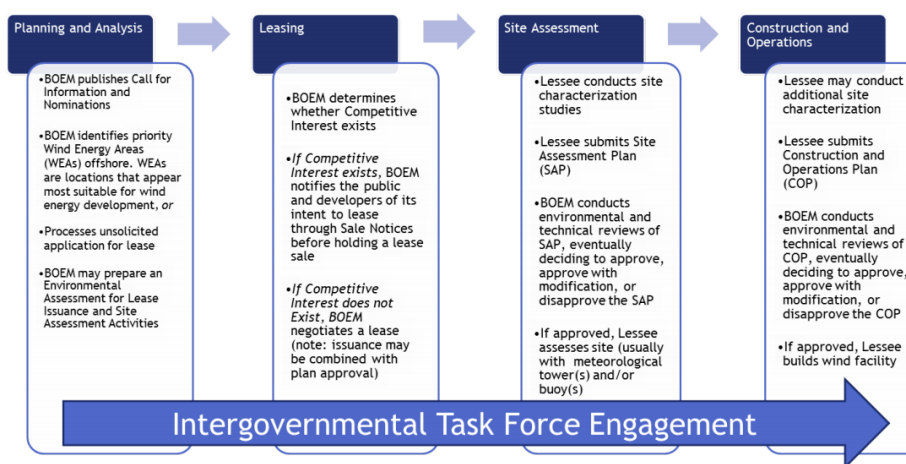 Planning and Analysis
•BOEM publishes Call for
Information and
Nominations
•BOEM identifies priority
Wind Energy Areas
(WEAs) offshore. WEAs
are locations that appear
most suitable for wind
energy development, or
•Processes unsolicited
application for lease
•BOEM may prepare an
Environmental
Assessment for Lease
Issuance and Site
Assessment Activities
Leasing
•BOEM determines
whether Competitive
Interest exists
•If Competitive
Interest exists, BOEM
notifies the public
and developers of its
intent to lease
through Sale Notices
before holding a lease
sale
•If Competitive
Interest does not
Exist, BOEM
negotiates a lease
(note: issuance may
be combined with
plan approval)
Site Assessment
•Lessee conducts site
characterization
studies
•Lessee submits Site
Assessment Plan
(SAP)
•BOEM conducts
environmental and
technical reviews of
SAP, eventually
deciding to approve,
approve with
modification, or
disapprove the SAP
•If approved, Lessee
assesses site (usually
with meteorological
tower(s) and/or
buoy(s)
Construction and
Operations
•Lessee may conduct
additional site
characterization
•Lessee submits
Construction and
Operations Plan
(COP)
•BOEM conducts
environmental and
technical reviews of
COP, eventually
deciding to approve,
approve with
modification, or
disapprove the COP
•If approved, Lessee
builds wind facility
Intergovernmental Task Force Engagement